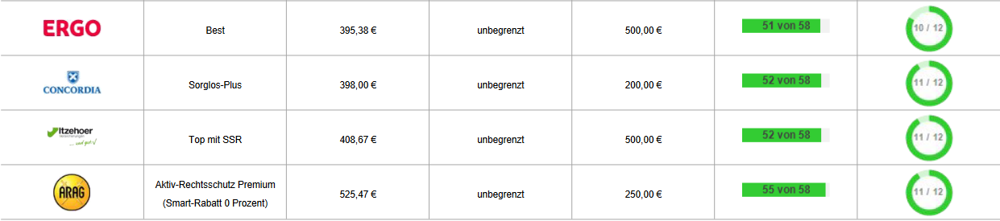 ERGO Best 395,38 € unbegrenzt 500,00 € 51 von 58 10 / 12
CONCORDIA Sorglos-Plus 398,00 € unbegrenzt 200,00 € 52 von 58 11 / 12
Itzehoer
Versicherungen
... und gut Top mit SSR 408,67 € unbegrenzt 500,00 € 52 von 58 11 / 12
ARAG Aktiv-Rechtsschutz Premium
(Smart-Rabatt 0 Prozent) 525,47 € unbegrenzt 250,00 € 55 von 58 11 / 12